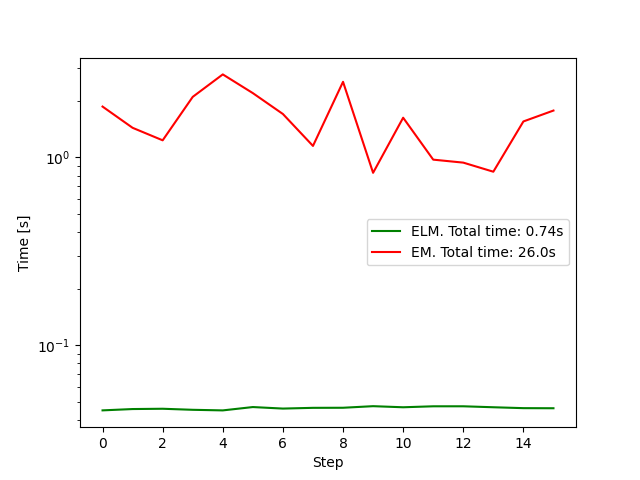 10⁰
10⁻¹
Time [s]
ELM. Total time: 0.74s
EM. Total time: 26.0s
0 2 4 6 8 10 12 14
Step